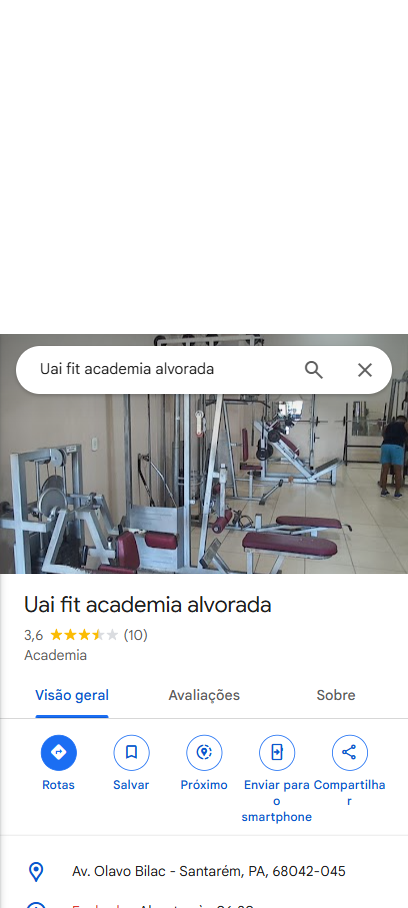 Uai fit academia alvorada
Uai fit academia alvorada
3,6 (10)
Academia
Visão geral Avaliações Sobre
Rotas Salvar Próximo Enviar para o smartphone Compartilhar
Av. Olavo Bilac - Santarém, PA, 68042-045